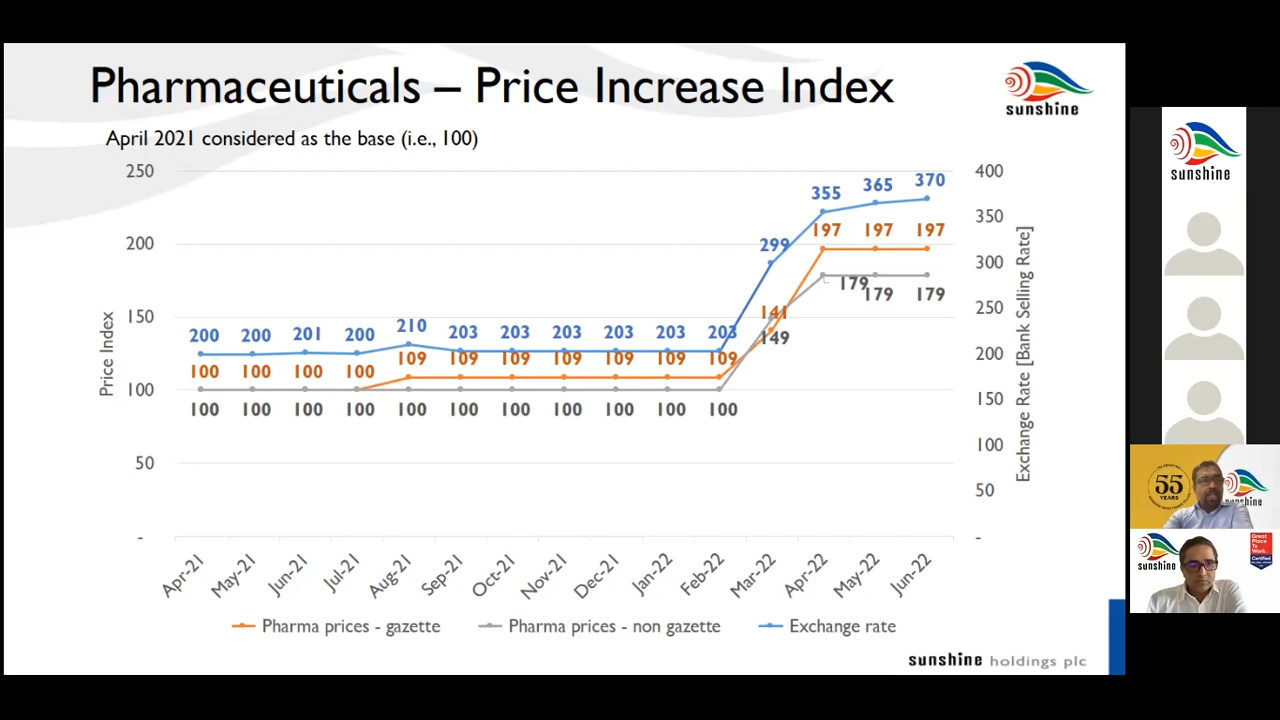 Pharmaceuticals – Price Increase Index
sunshine
April 2021 considered as the base (i.e., 100)
250
200
150
100
50
-
Price Index
400
350
300
250
200
150
100
50
-
Exchange Rate [Bank Selling Rate]
200 200 201 200 210 203 203 203 203 203 203 299 355 365 370
100 100 100 100 109 109 109 109 109 109 109 141 197 197 197
100 100 100 100 100 100 100 100 100 100 100 149 179 179 179
Apr-21 May-21 Jun-21 Jul-21 Aug-21 Sep-21 Oct-21 Nov-21 Dec-21 Jan-22 Feb-22 Mar-22 Apr-22 May-22 Jun-22
Pharma prices - gazette Pharma prices - non gazette Exchange rate
sunshine holdings plc
sunshine
55
YEARS
sunshine
sunshine
Great
Place
To
Work.
Certified